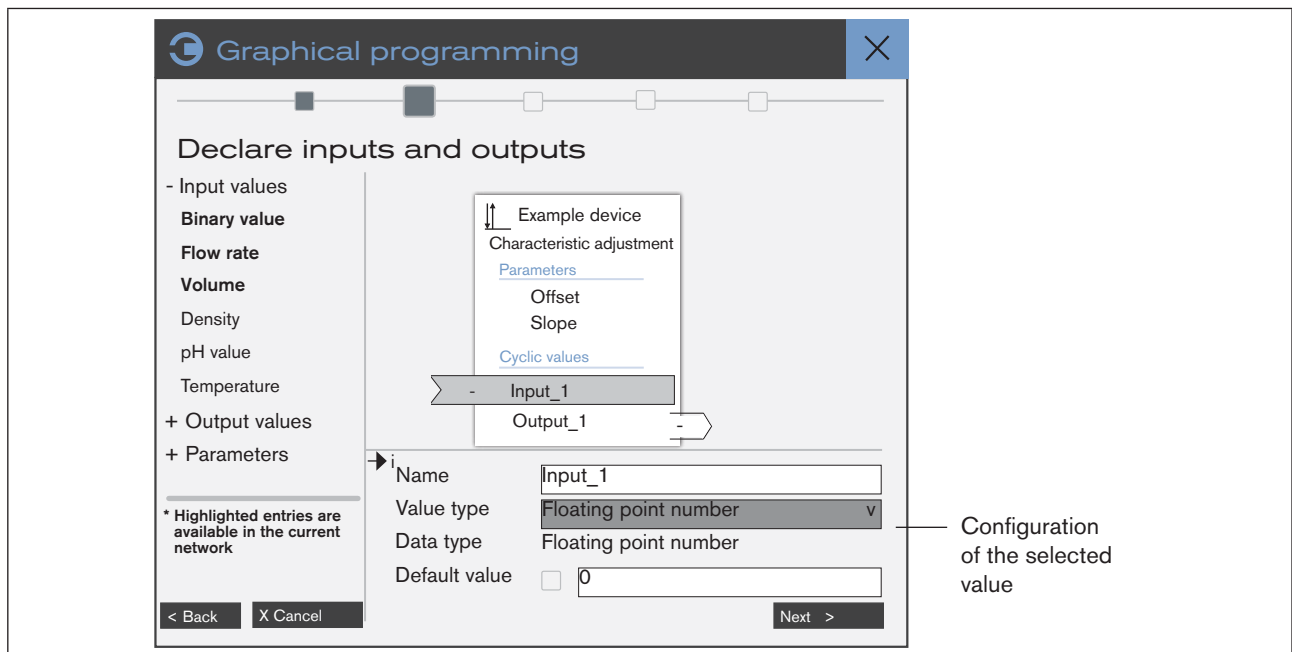 Graphical programming
Declare inputs and outputs
- Input values
Binary value
Flow rate
Volume
Density
pH value
Temperature
+ Output values
+ Parameters
* Highlighted entries are
available in the current
network
< Back
X Cancel
Example device
Characteristic adjustment
Parameters
Offset
Slope
Cyclic values
- Input_1
Output_1 -
i
Name Input_1
Value type Floating point number v
Data type Floating point number
Default value 0
Next >
Configuration
of the selected
value